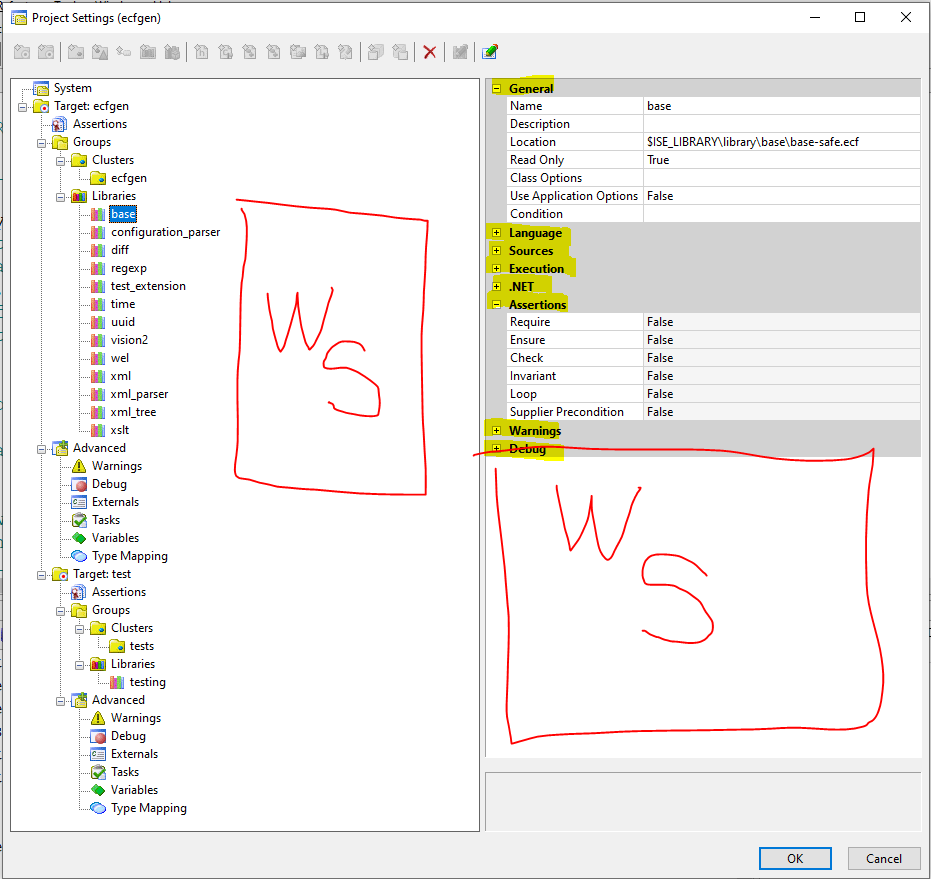 Project Settings (ecfgen)
System
Target: ecfgen
Assertions
Groups
Clusters
ecfgen
Libraries
base
configuration_parser
diff
regexp
test_extension
time
uuid
vision2
wel
xml
xml_parser
xml_tree
xslt
Advanced
Warnings
Debug
Externals
Tasks
Variables
Type Mapping
Target: test
Assertions
Groups
Clusters
tests
Libraries
testing
Advanced
Warnings
Debug
Externals
Tasks
Variables
Type Mapping
W
S
General
Name base
Description
Location $ISE_LIBRARY\library\base\base-safe.ecf
Read Only True
Class Options
Use Application Options False
Condition
Language
Sources
Execution
.NET
Assertions
Require False
Ensure False
Check False
Invariant False
Loop False
Supplier Precondition False
Warnings
Debug
W
S
OK Cancel